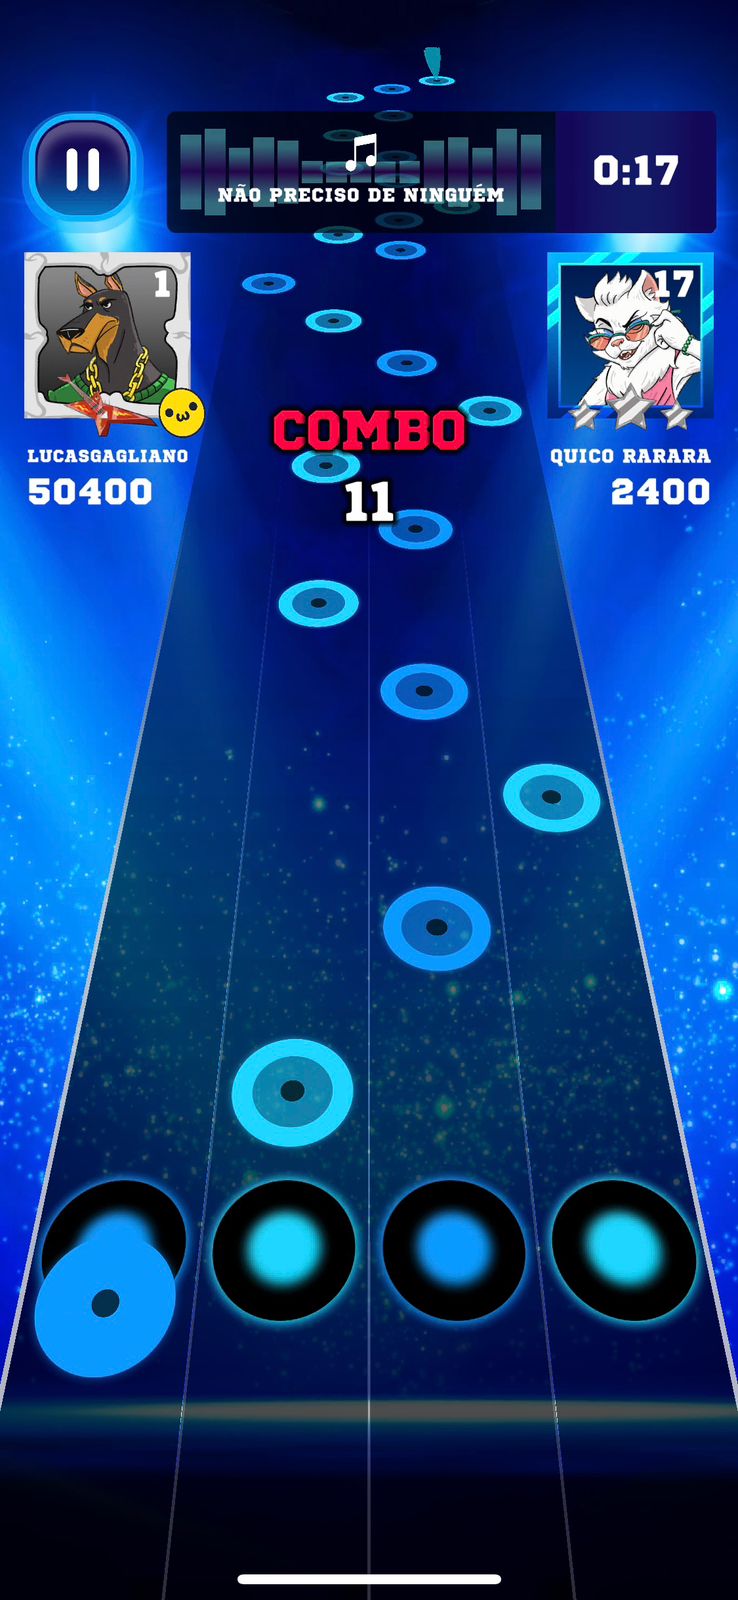 NÃO PRECISO DE NINGUÉM
0:17
1
17
LUCASGAGLIANO
50400
QUICO RARARA
2400
COMBO
11